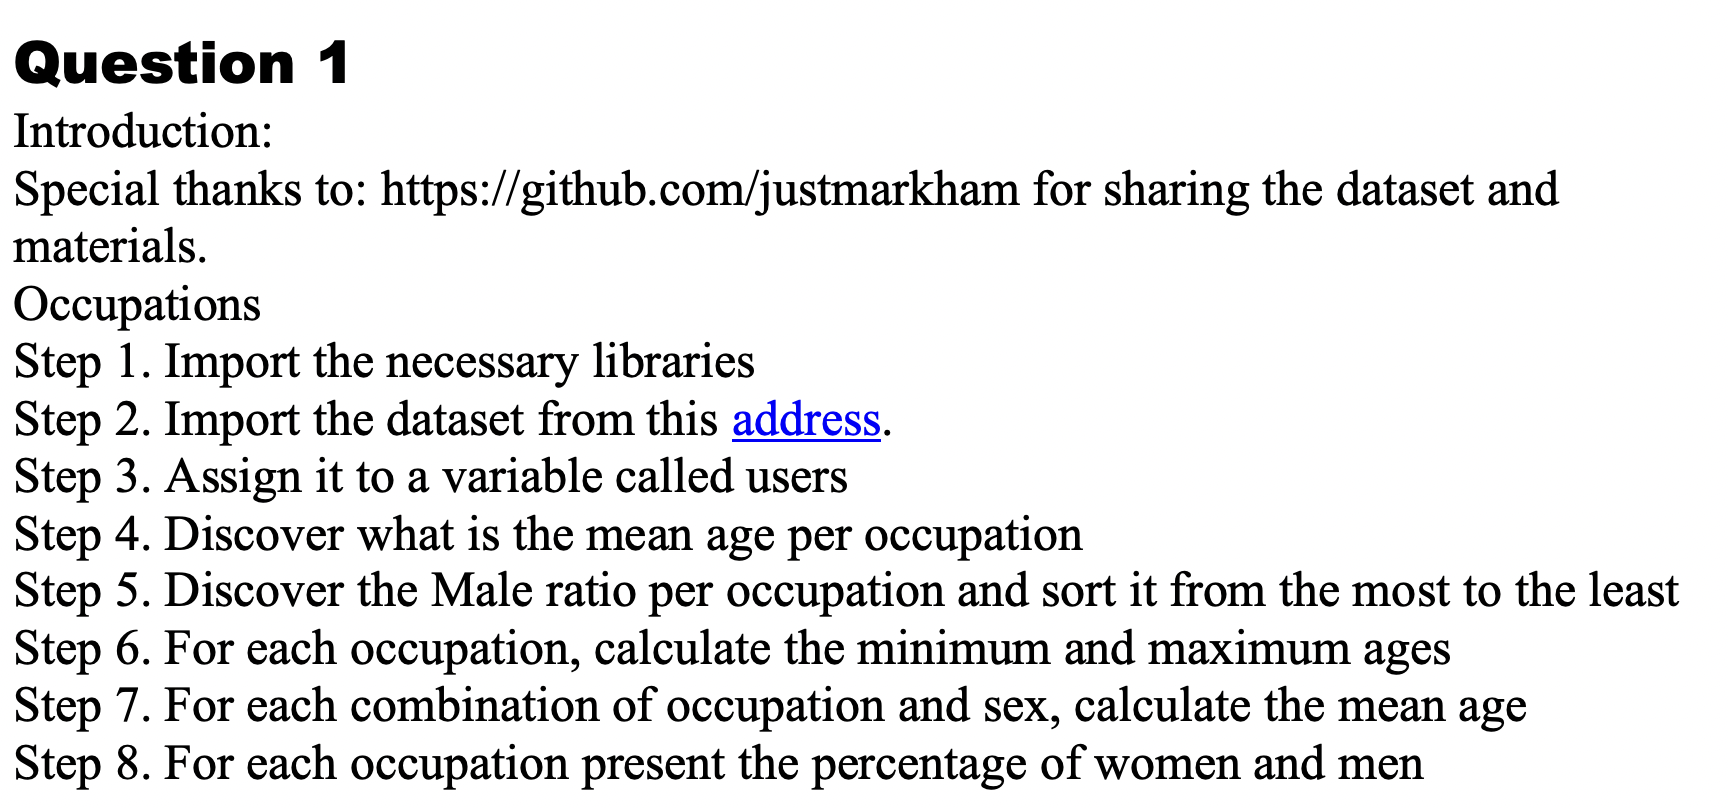 Question 1
Introduction:
Special thanks to: https://github.com/justmarkham for sharing the dataset and
materials.
Occupations
Step 1. Import the necessary libraries
Step 2. Import the dataset from this address.
Step 3. Assign it to a variable called users
Step 4. Discover what is the mean age per occupation
Step 5. Discover the Male ratio per occupation and sort it from the most to the least
Step 6. For each occupation, calculate the minimum and maximum ages
Step 7. For each combination of occupation and sex, calculate the mean age
Step 8. For each occupation present the percentage of women and men